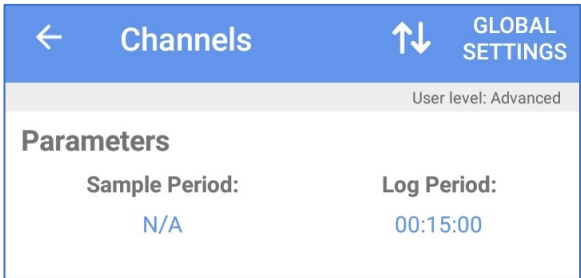 Channels
GLOBAL
SETTINGS
User level: Advanced
Parameters
Sample Period: Log Period:
N/A 00:15:00